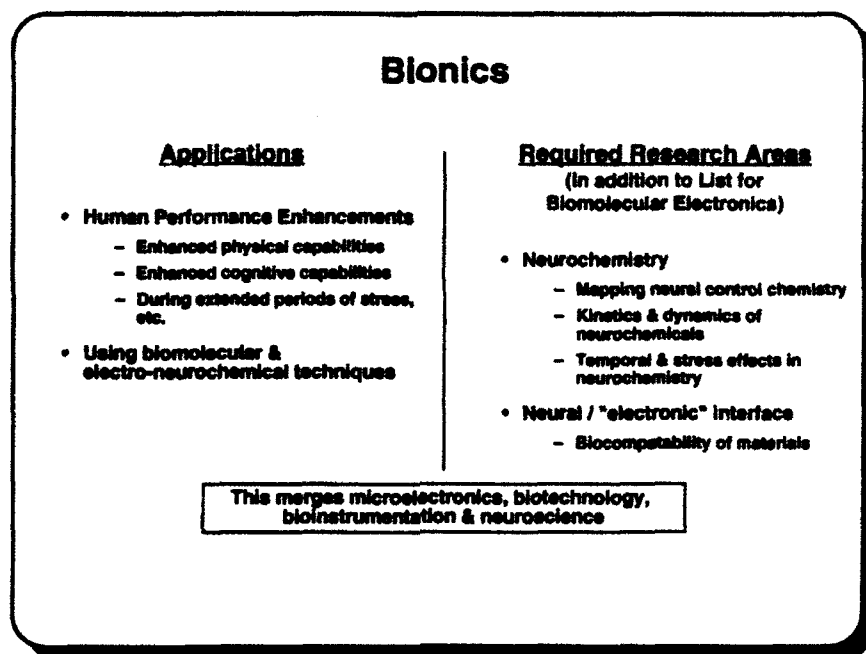 Bionics
Applications
• Human Performance Enhancements
– Enhanced physical capabilities
– Enhanced cognitive capabilities
– During extended periods of stress,
etc.
• Using biomolecular &
electro-neurochemical techniques
Required Research Areas
(In addition to List for
Biomolecular Electronics)
• Neurochemistry
– Mapping neural control chemistry
– Kinetics & dynamics of
neurochemicals
– Temporal & stress effects in
neurochemistry
• Neural / "electronic" interface
– Biocompatability of materials
This merges microelectronics, biotechnology,
bioinstrumentation & neuroscience